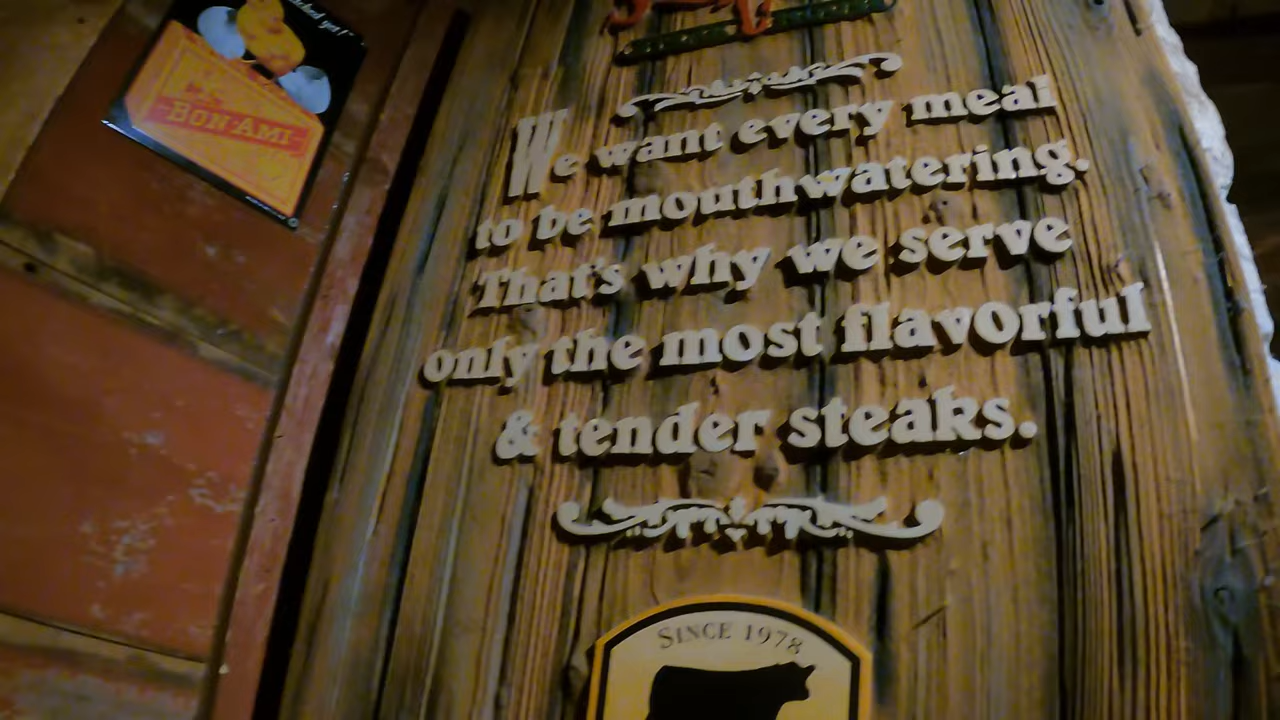 yet!
BON AMI
We want every meal
to be mouthwatering.
That's why we serve
only the most flavorful
& tender steaks.
SINCE 1978